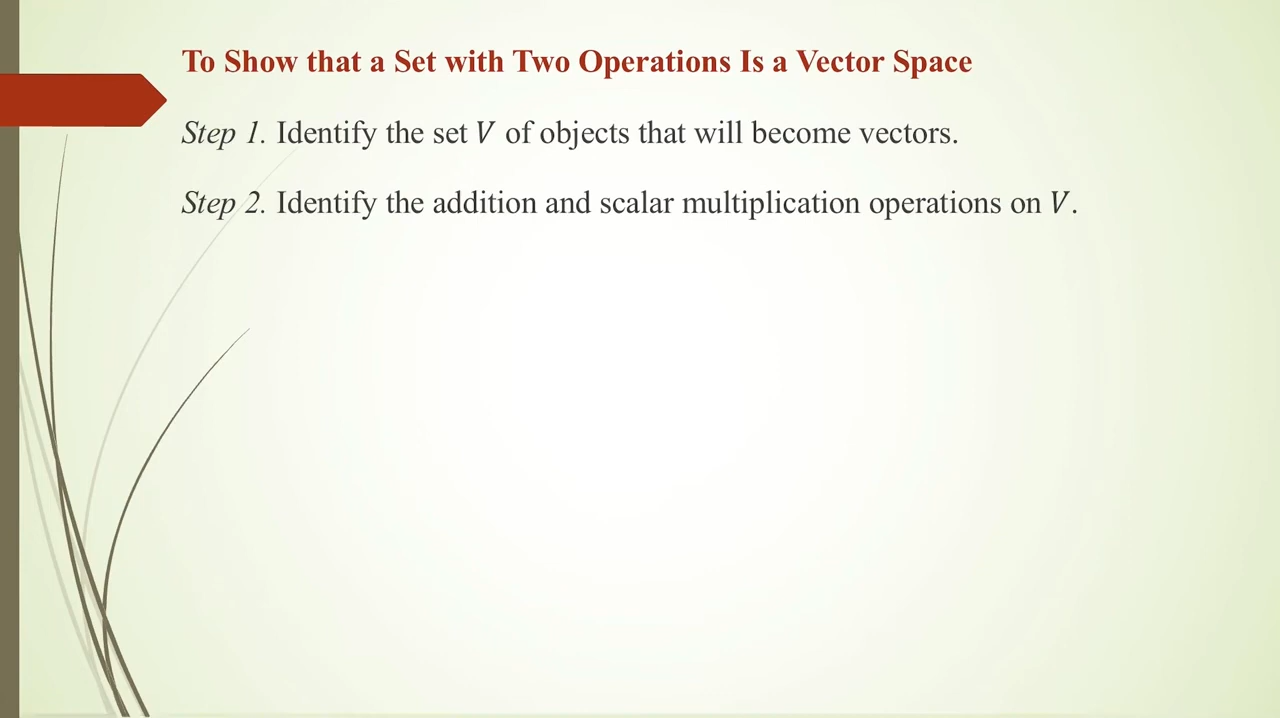 To Show that a Set with Two Operations Is a Vector Space
Step 1. Identify the set V of objects that will become vectors.
Step 2. Identify the addition and scalar multiplication operations on V.